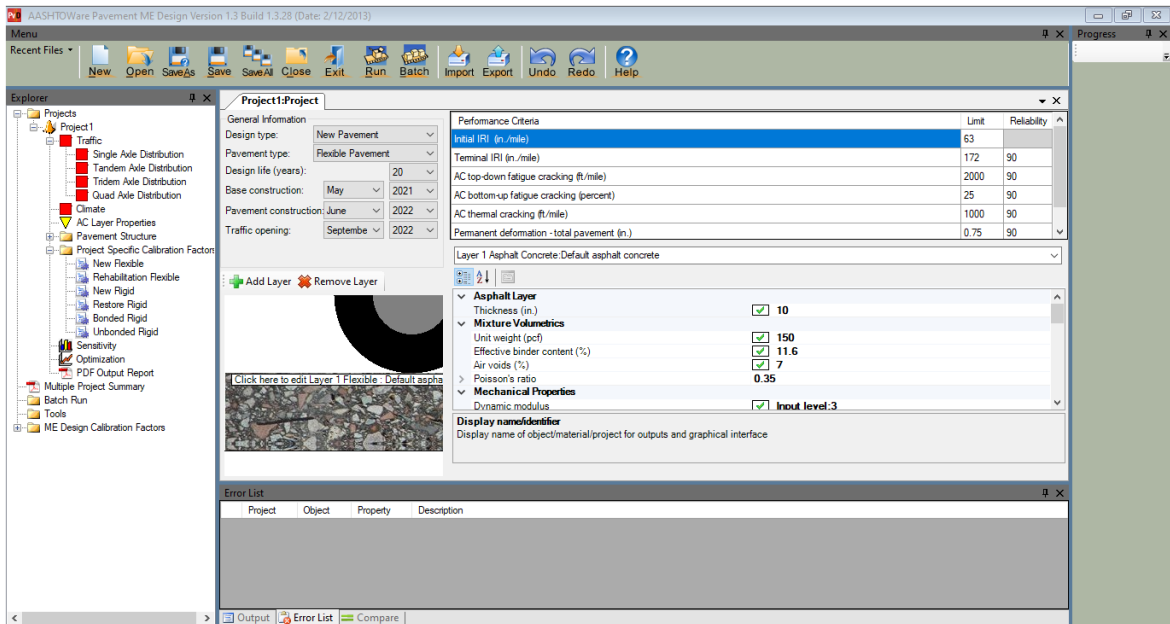 AASHTOWare Pavement ME Design Version 1.3 Build 1.3.28 (Date: 2/12/2013)
Menu
Progress
Recent Files
New Open SaveAs Save SaveAll Close Exit Run Batch Import Export Undo Redo Help
Explorer
Projects
Project1
Traffic
Single Axle Distribution
Tandem Axle Distribution
Tridem Axle Distribution
Quad Axle Distribution
Climate
AC Layer Properties
Pavement Structure
Project Specific Calibration Factors
New Flexible
Rehabilitation Flexible
New Rigid
Restore Rigid
Bonded Rigid
Unbonded Rigid
Sensitivity
Optimization
PDF Output Report
Multiple Project Summary
Batch Run
Tools
ME Design Calibration Factors
Project1:Project
General Information
Design type: New Pavement
Pavement type: Flexible Pavement
Design life (years): 20
Base construction: May 2021
Pavement construction: June 2022
Traffic opening: Septembe 2022
Add Layer Remove Layer
Click here to edit Layer 1 Flexible : Default aspha
Performance Criteria Limit Reliability
Initial IRI (in./mile) 63
Terminal IRI (in./mile) 172 90
AC top-down fatigue cracking (ft/mile) 2000 90
AC bottom-up fatigue cracking (percent) 25 90
AC thermal cracking (ft/mile) 1000 90
Permanent deformation - total pavement (in.) 0.75 90
Layer 1 Asphalt Concrete:Default asphalt concrete
Asphalt Layer
Thickness (in.) 10
Mixture Volumetrics
Unit weight (pcf) 150
Effective binder content (%) 11.6
Air voids (%) 7
Poisson's ratio 0.35
Mechanical Properties
Dynamic modulus Input level:3
Display name/identifier
Display name of object/material/project for outputs and graphical interface
Error List
Project Object Property Description
Output Error List Compare